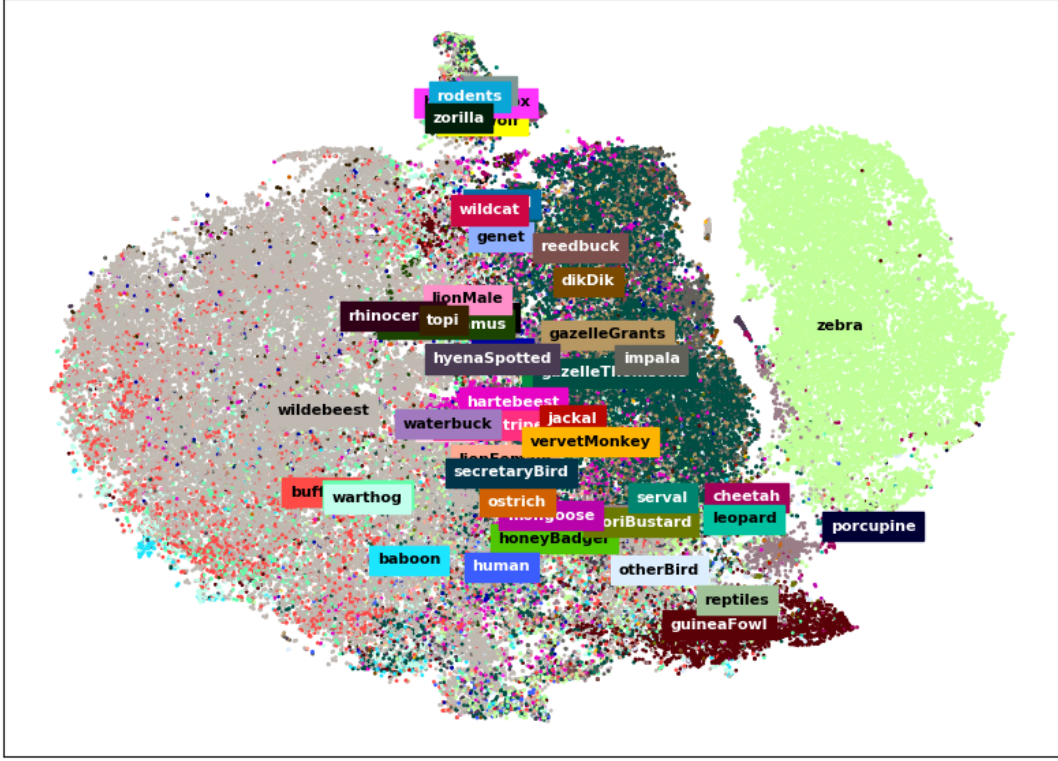 rodents
zorilla
wildcat
genet
reedbuck
dikDik
lionMale
rhinocer
topi
mus
gazelleGrants
zebra
hyenaSpotted
impala
hartebeest
wildebeest
waterbuck
jackal
vervetMonkey
secretaryBird
warthog
ostrich
serval
cheetah
mongoose
oriBustard
leopard
porcupine
honeyBadger
baboon
human
otherBird
reptiles
guineaFowl